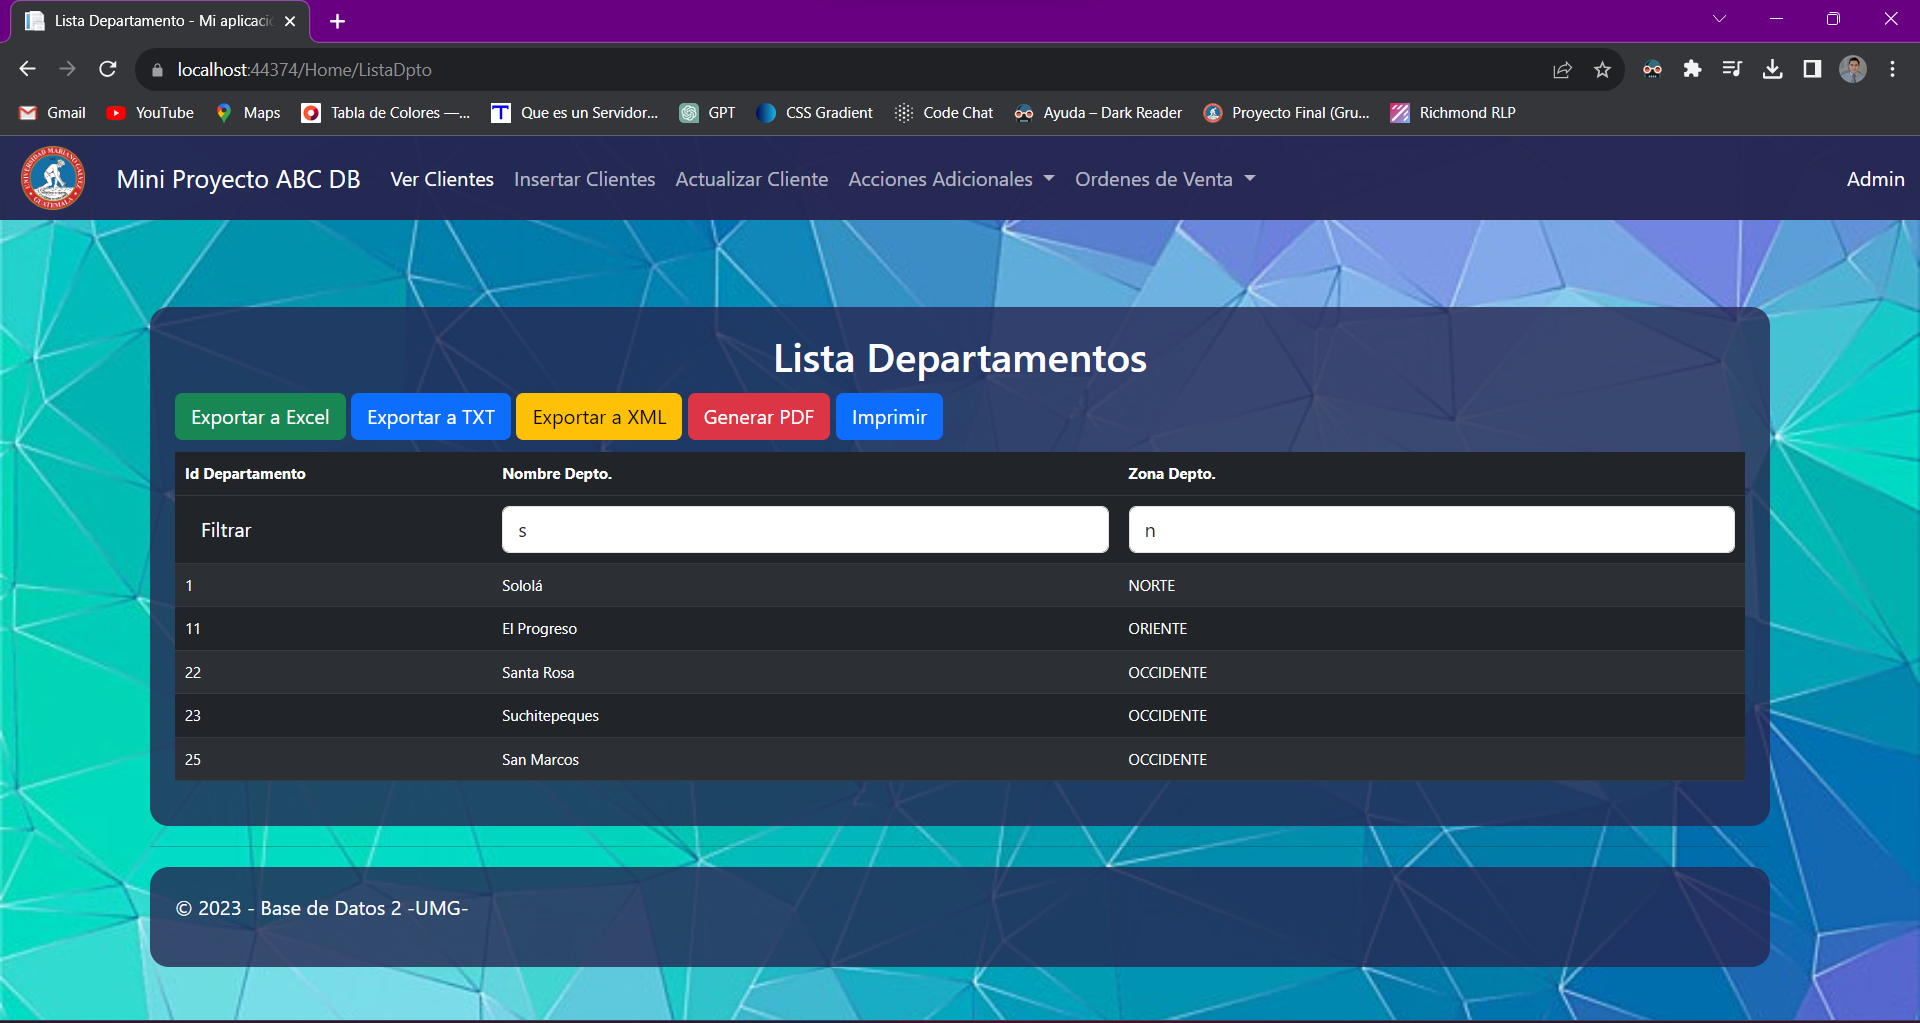 Lista Departamento - Mi aplicaci
localhost:44374/Home/ListaDpto
Gmail YouTube Maps Tabla de Colores —... Que es un Servidor... GPT CSS Gradient Code Chat Ayuda – Dark Reader Proyecto Final (Gru... Richmond RLP
Mini Proyecto ABC DB Ver Clientes Insertar Clientes Actualizar Cliente Acciones Adicionales Ordenes de Venta Admin
Lista Departamentos
Exportar a Excel Exportar a TXT Exportar a XML Generar PDF Imprimir
Id Departamento Nombre Depto. Zona Depto.
Filtrar s n
1 Sololá NORTE
11 El Progreso ORIENTE
22 Santa Rosa OCCIDENTE
23 Suchitepeques OCCIDENTE
25 San Marcos OCCIDENTE
© 2023 - Base de Datos 2 -UMG-